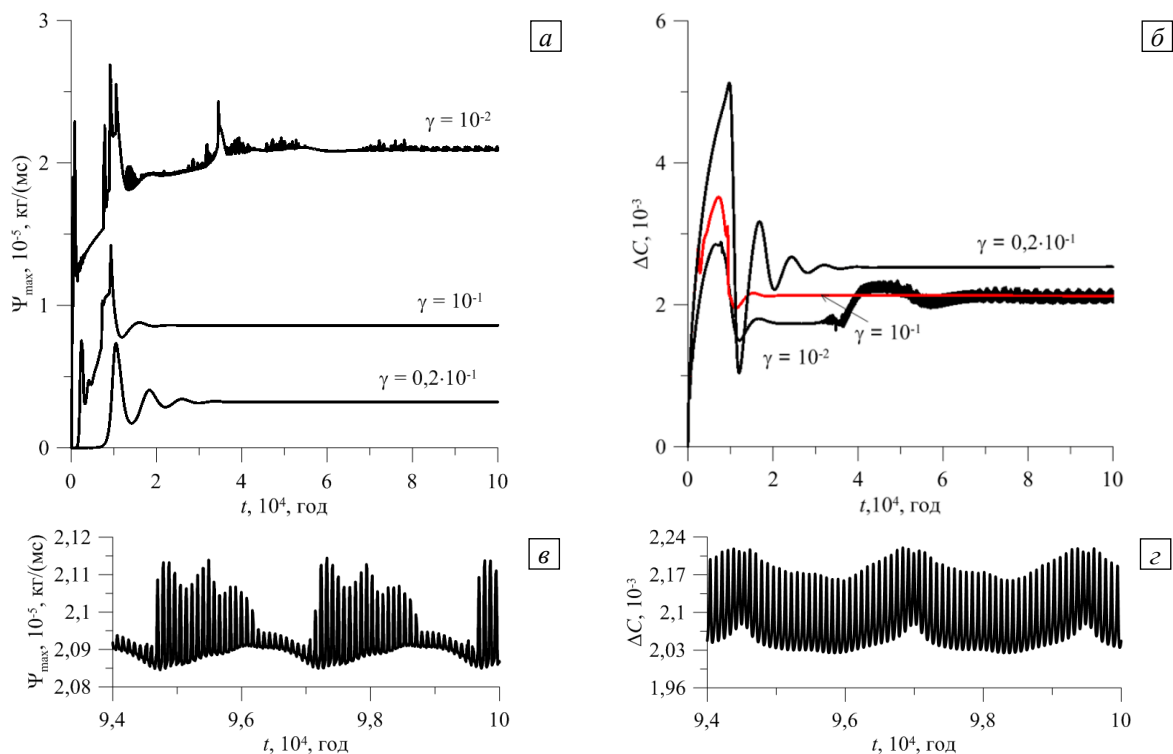 а
3
2
1
0
Ψmax, 10⁻⁵, кг/(мс)
γ = 10⁻²
γ = 10⁻¹
γ = 0,2·10⁻¹
0 2 4 6 8 10
t, 10⁴, год
б
6
4
2
0
ΔC, 10⁻³
γ = 0,2·10⁻¹
γ = 10⁻¹
γ = 10⁻²
0 2 4 6 8 10
t,10⁴, год
в
2,12
2,11
2,1
2,09
2,08
Ψmax, 10⁻⁵, кг/(мс)
9,4 9,6 9,8 10
t, 10⁴, год
г
2,24
2,17
2,1
2,03
1,96
ΔC, 10⁻³
9,4 9,6 9,8 10
t, 10⁴, год